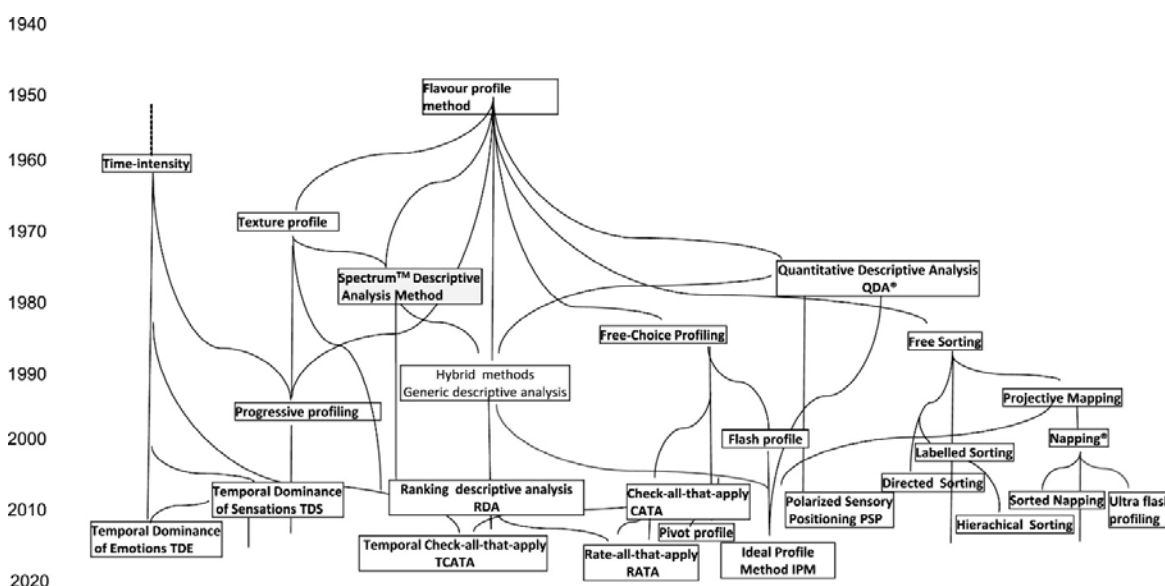 1940
1950
Flavour profile
method
1960
Time-intensity
Texture profile
1970
Quantitative Descriptive Analysis
QDA®
Spectrum™ Descriptive
Analysis Method
1980
Free-Choice Profiling
Free Sorting
1990
Hybrid methods
Generic descriptive analysis
Projective Mapping
Progressive profiling
2000
Flash profile
Napping®
Labelled Sorting
Directed Sorting
Temporal Dominance
of Sensations TDS
Ranking descriptive analysis
RDA
Check-all-that-apply
CATA
Polarized Sensory
Positioning PSP
Sorted Napping
Ultra flash
profiling
2010
Hierachical Sorting
Temporal Dominance
of Emotions TDE
Pivot profile
Temporal Check-all-that-apply
TCATA
Rate-all-that-apply
RATA
Ideal Profile
Method IPM
2020